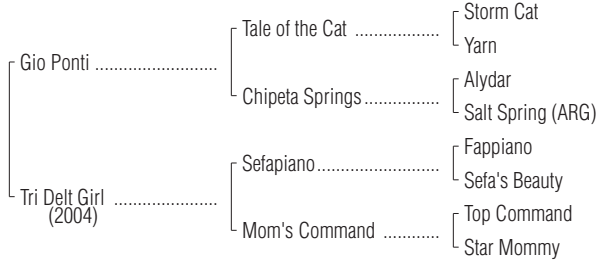 Storm Cat
Tale of the Cat ..................
Yarn
Gio Ponti ..........................
Alydar
Chipeta Springs ................
Salt Spring (ARG)
Fappiano
Sefapiano ..........................
Sefa's Beauty
Tri Delt Girl ......................
(2004)
Top Command
Mom's Command ............
Star Mommy